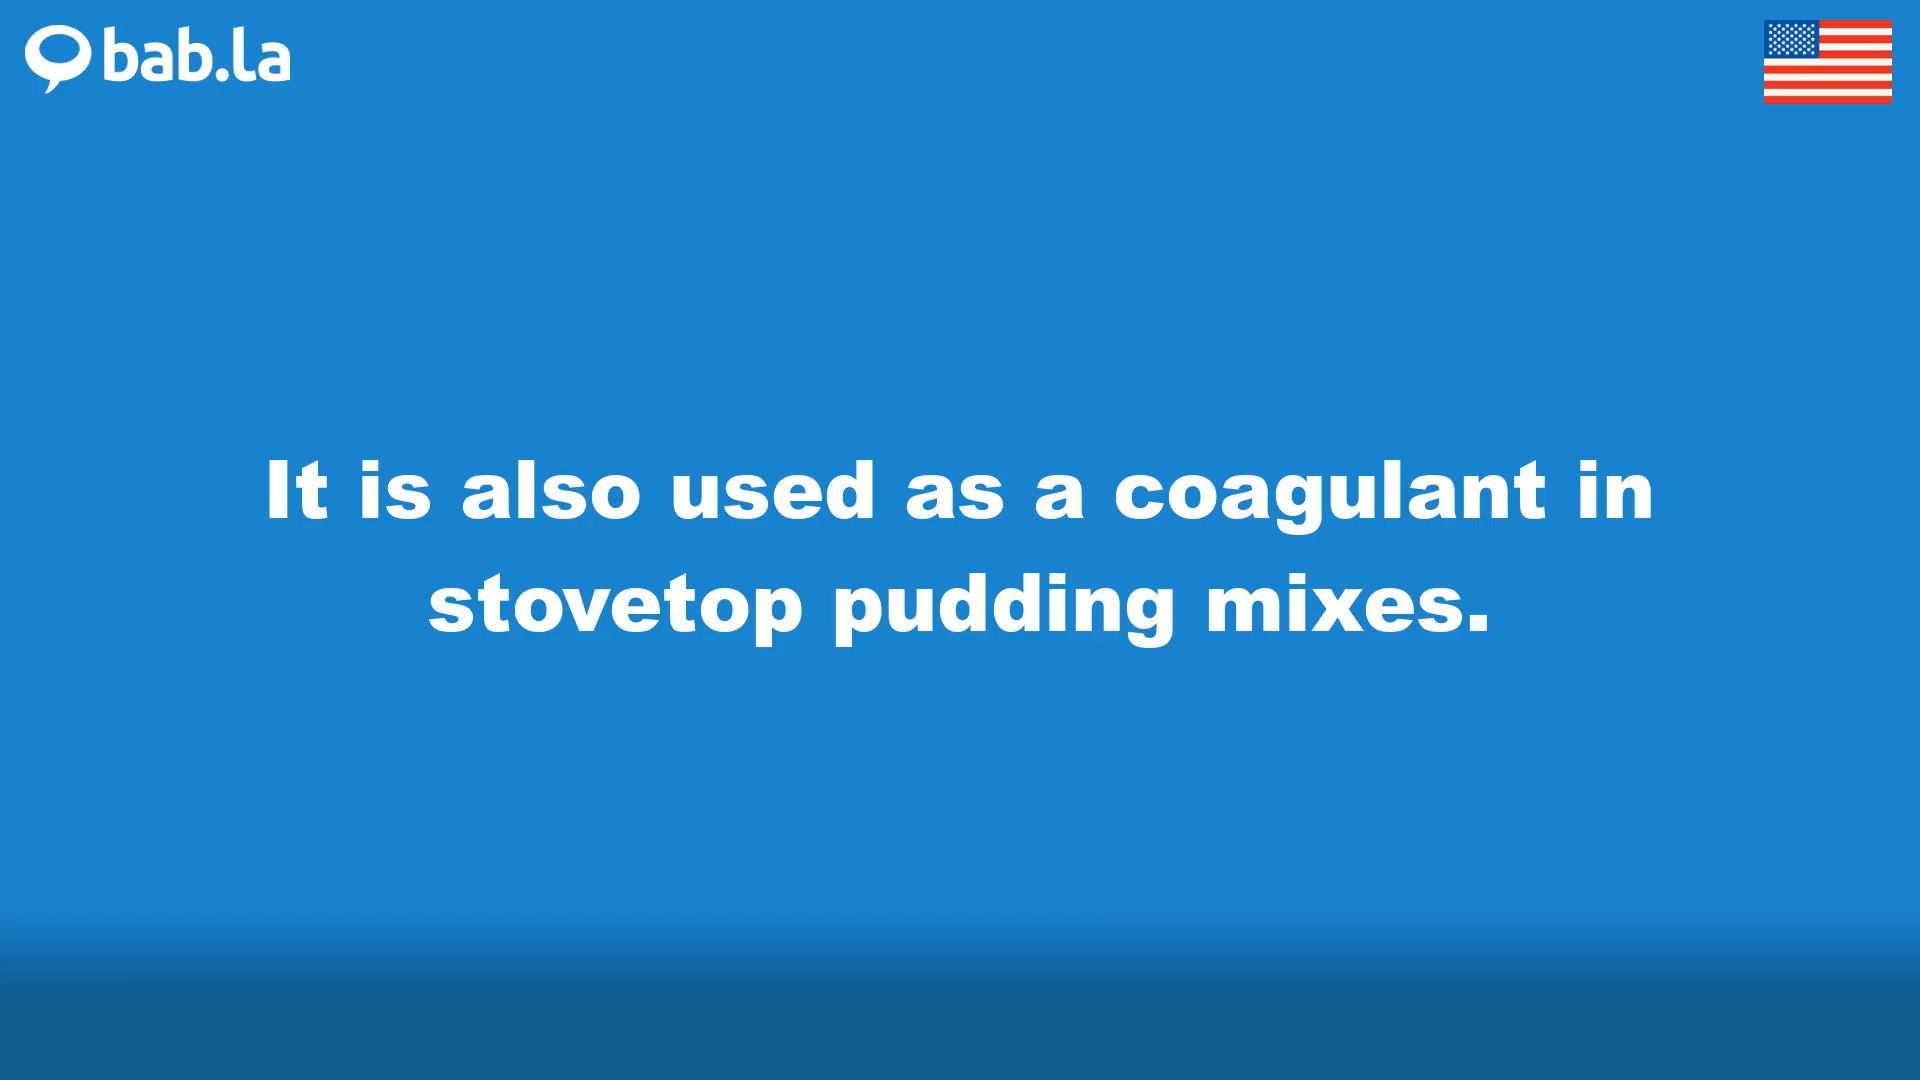 bab.la
It is also used as a coagulant in
stovetop pudding mixes.